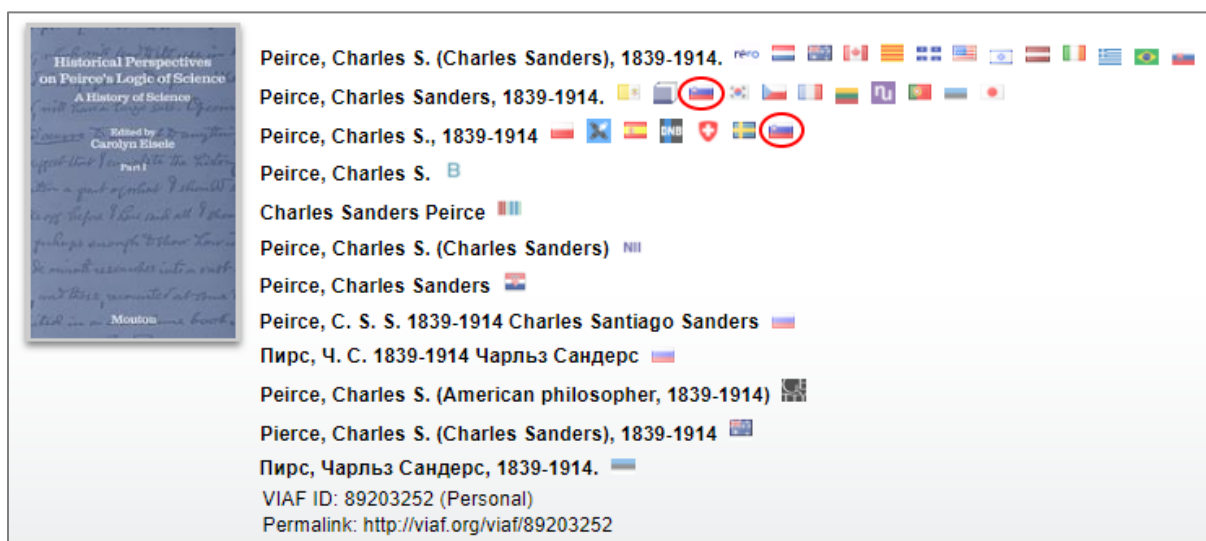 Historical Perspectives
on Peirce's Logic of Science
A History of Science
Edited by
Carolyn Eisele
Part I
Mouton
Peirce, Charles S. (Charles Sanders), 1839-1914. rero
Peirce, Charles Sanders, 1839-1914.
Peirce, Charles S., 1839-1914 DNB
Peirce, Charles S. B
Charles Sanders Peirce
Peirce, Charles S. (Charles Sanders) NII
Peirce, Charles Sanders
Peirce, C. S. S. 1839-1914 Charles Santiago Sanders
Пирс, Ч. С. 1839-1914 Чарльз Сандерс
Peirce, Charles S. (American philosopher, 1839-1914)
Pierce, Charles S. (Charles Sanders), 1839-1914
Пирс, Чарльз Сандерс, 1839-1914.
VIAF ID: 89203252 (Personal)
Permalink: http://viaf.org/viaf/89203252